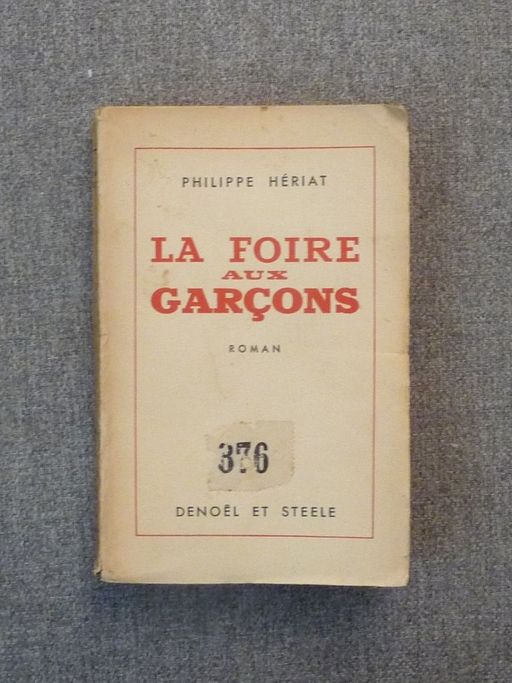 PHILIPPE HÉRIAT
LA FOIRE
AUX
GARÇONS
ROMAN
376
DENOËL ET STEELE